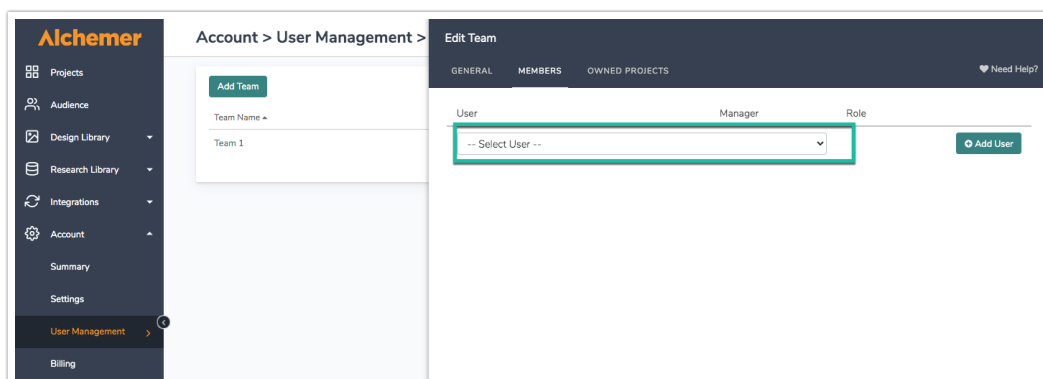 Alchemer
Projects
Audience
Design Library
Research Library
Integrations
Account
Summary
Settings
User Management
Billing
Account > User Management >
Add Team
Team Name
Team 1
Edit Team
GENERAL MEMBERS OWNED PROJECTS
Need Help?
User Manager Role
-- Select User --
Add User